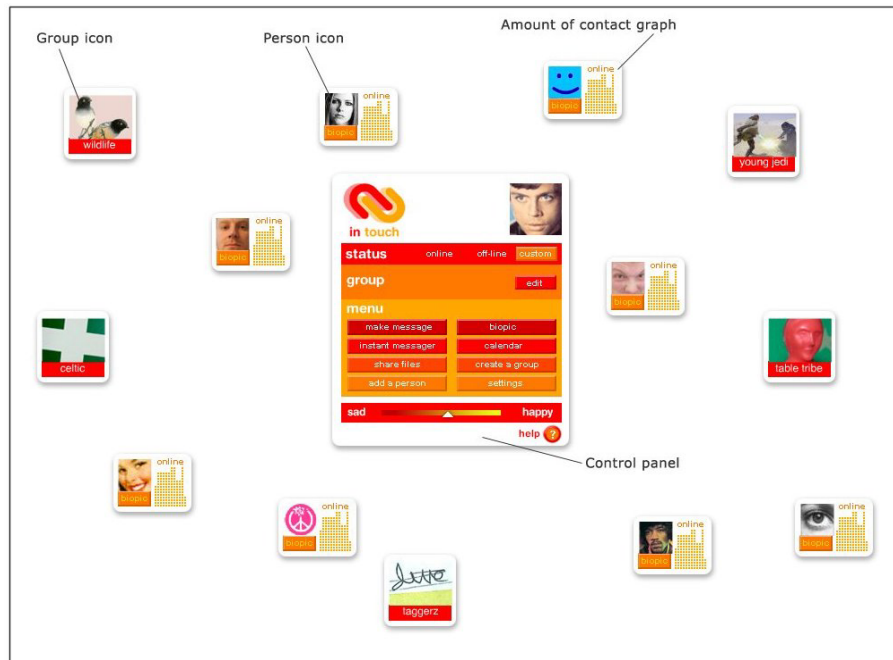 Amount of contact graph
Group icon
Person icon
online
biopic
online
biopic
wildlife
young jedi
in touch
online
biopic
status online off-line custom
group edit
online
biopic
menu
make message biopic
instant messager calendar
share files create a group
add a person settings
celtic
table tribe
sad happy
help ?
Control panel
online
biopic
online
biopic
online
biopic
online
biopic
taggerz